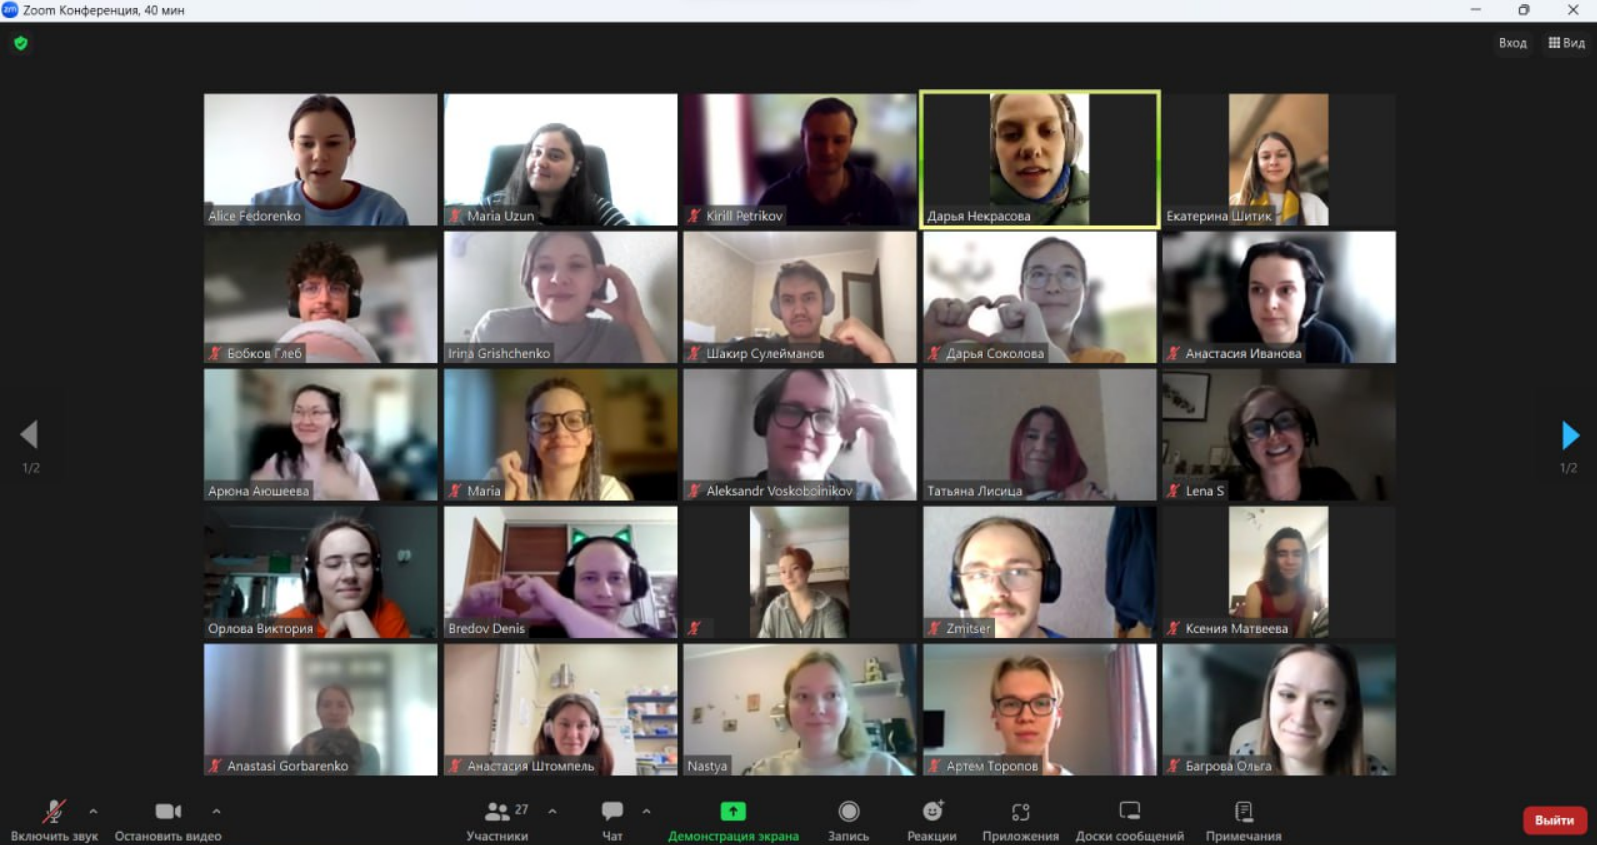 Zoom Конференция, 40 мин
Вход
Вид
Alice Fedorenko
Maria Uzun
Kirill Petrikov
Дарья Некрасова
Екатерина Шитик
Бобков Глеб
Irina Grishchenko
Шакир Сулейманов
Дарья Соколова
Анастасия Иванова
1/2
1/2
Арюна Аюшеева
Maria
Aleksandr Voskoboinikov
Татьяна Лисица
Lena S
Орлова Виктория
Bredov Denis
Zmitser
Ксения Матвеева
Anastasi Gorbarenko
Анастасия Штомпель
Nastya
Артем Торопов
Багрова Ольга
27
Включить звук
Остановить видео
Участники
Чат
Демонстрация экрана
Запись
Реакции
Приложения
Доски сообщений
Примечания
Выйти